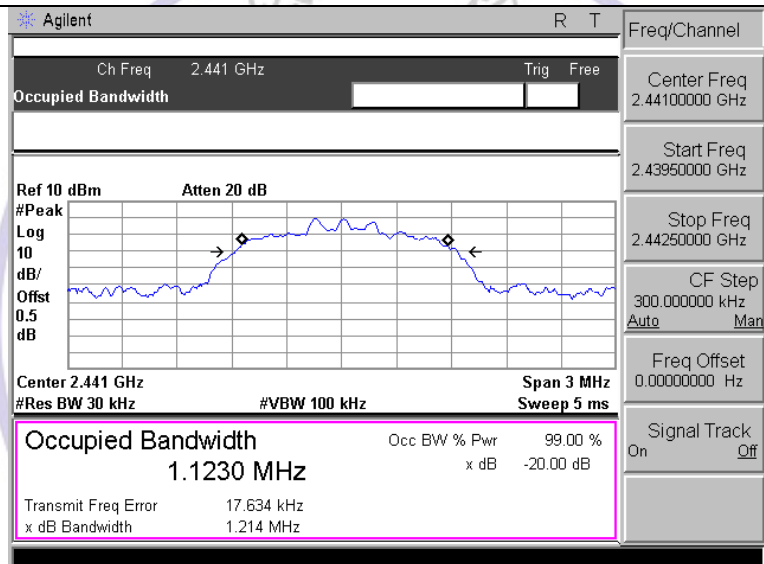 Agilent R T
Ch Freq 2.441 GHz Trig Free
Occupied Bandwidth
Ref 10 dBm Atten 20 dB
#Peak
Log
10
dB/
Offst
0.5
dB
Center 2.441 GHz Span 3 MHz
#Res BW 30 kHz #VBW 100 kHz Sweep 5 ms
Occupied Bandwidth Occ BW % Pwr 99.00 %
1.1230 MHz x dB -20.00 dB
Transmit Freq Error 17.634 kHz
x dB Bandwidth 1.214 MHz
Freq/Channel
Center Freq
2.44100000 GHz
Start Freq
2.43950000 GHz
Stop Freq
2.44250000 GHz
CF Step
300.000000 kHz
Auto Man
Freq Offset
0.00000000 Hz
Signal Track
On Off